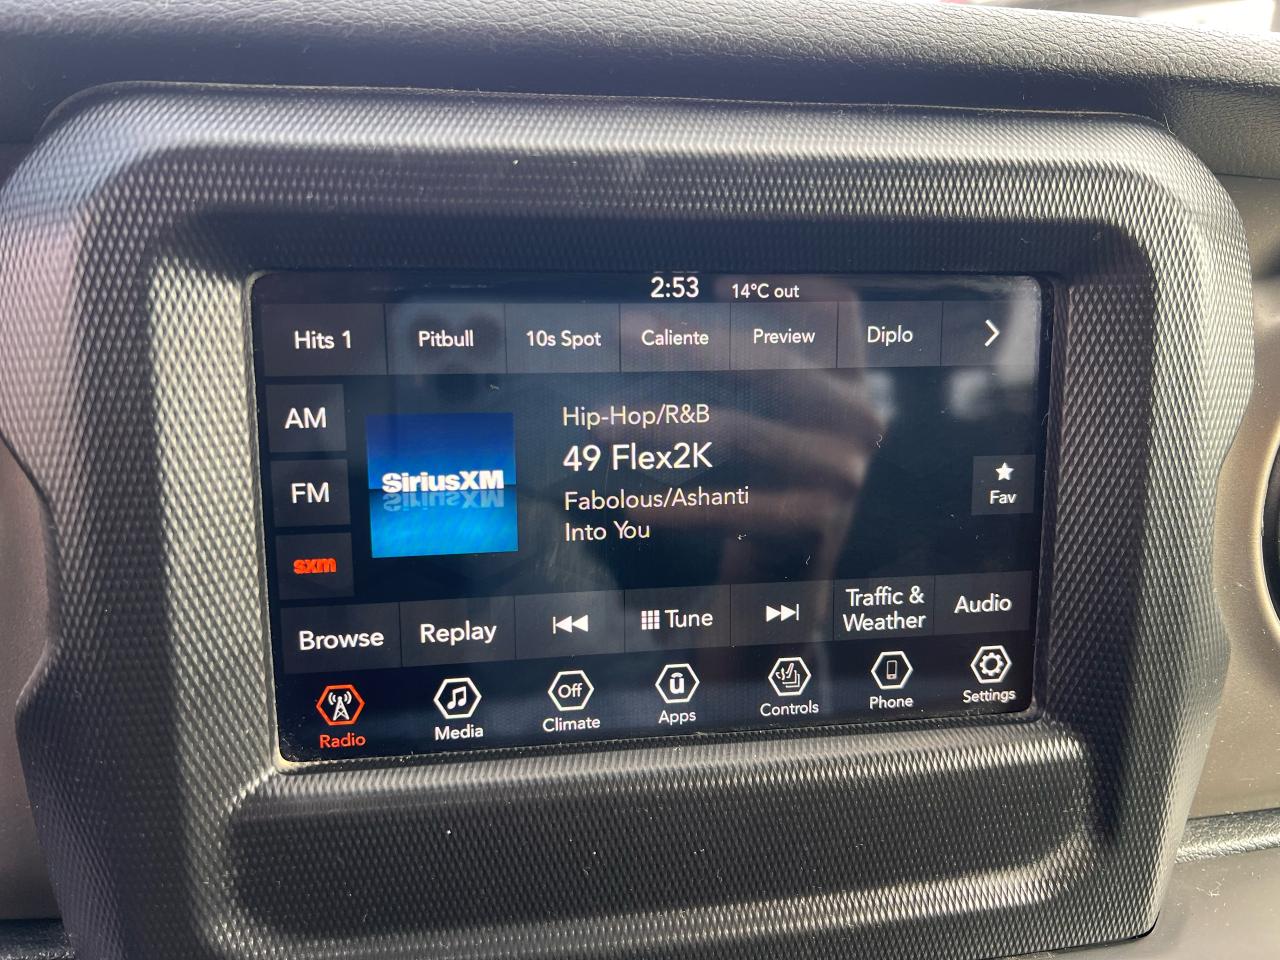 2:53 14°C out
Hits 1 Pitbull 10s Spot Caliente Preview Diplo
AM
FM
sxm
SiriusXM
Hip-Hop/R&B
49 Flex2K
Fabolous/Ashanti
Into You
Fav
Browse Replay Tune Traffic &
Weather Audio
Radio Media Off
Climate û
Apps Controls Phone Settings